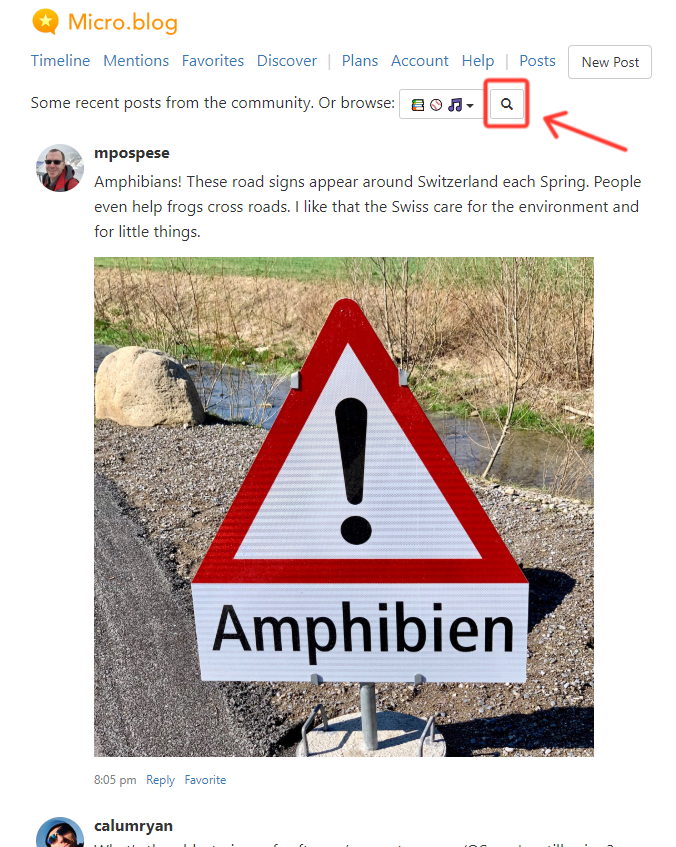 Micro.blog
Timeline Mentions Favorites Discover | Plans Account Help | Posts New Post
Some recent posts from the community. Or browse:
mpospese
Amphibians! These road signs appear around Switzerland each Spring. People
even help frogs cross roads. I like that the Swiss care for the environment and
for little things.
Amphibien
8:05 pm Reply Favorite
calumryan